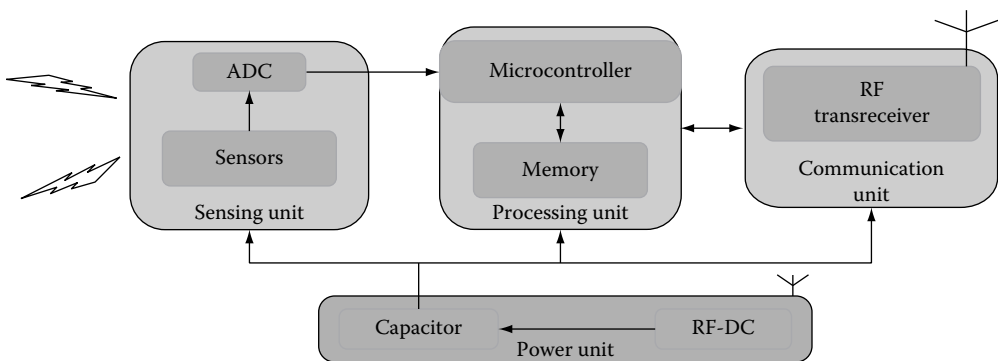 ADC
Sensors
Sensing unit
Microcontroller
Memory
Processing unit
RF
transreceiver
Communication
unit
Capacitor
RF-DC
Power unit